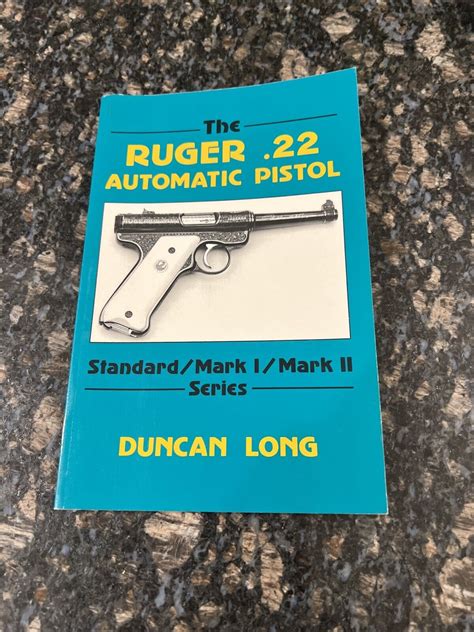 The
RUGER .22
AUTOMATIC PISTOL
Standard/Mark I/Mark II
Series
DUNCAN LONG